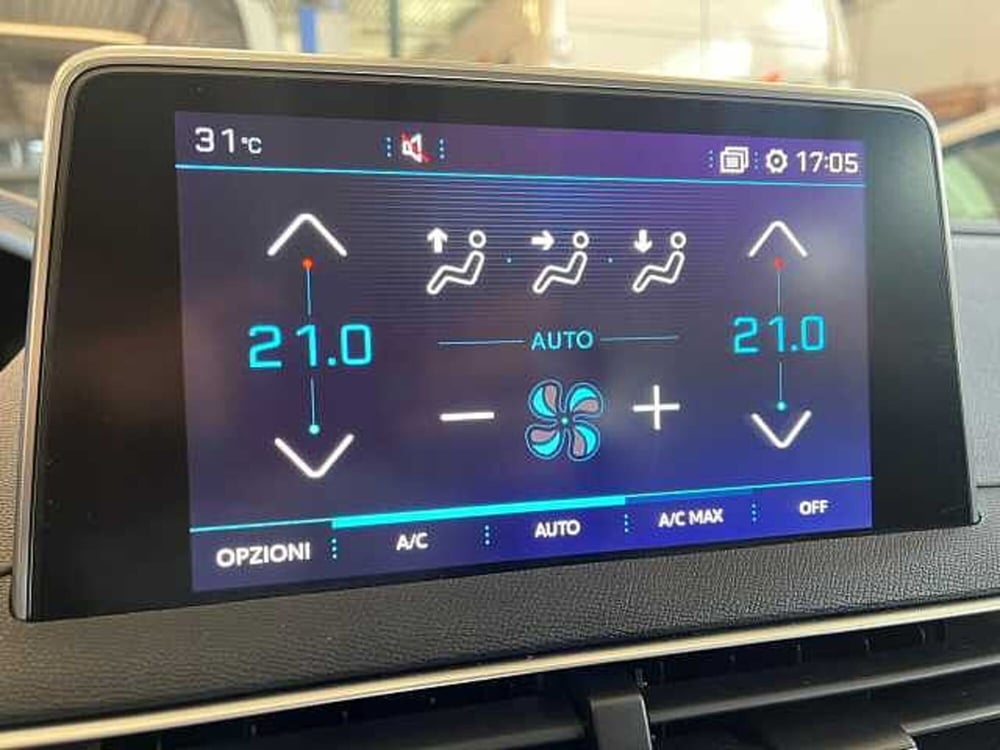 31°C 17:05
21.0 AUTO 21.0
OPZIONI A/C AUTO A/C MAX OFF